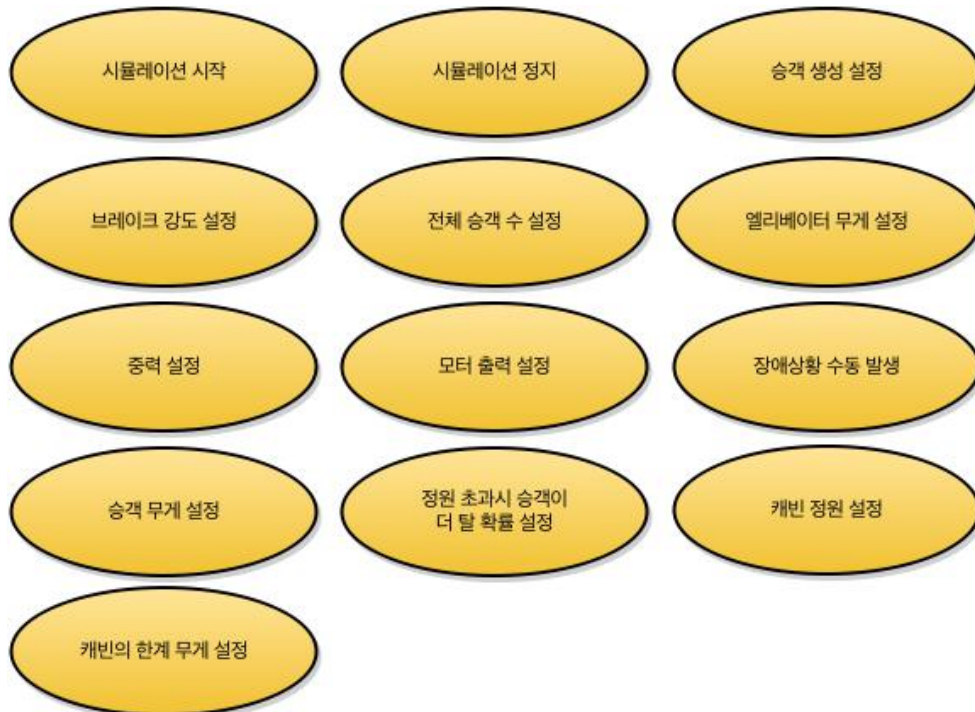 시뮬레이션 시작
시뮬레이션 정지
승객 생성 설정
브레이크 강도 설정
전체 승객 수 설정
엘리베이터 무게 설정
중력 설정
모터 출력 설정
장애상황 수동 발생
승객 무게 설정
정원 초과시 승객이
더 탈 확률 설정
캐빈 정원 설정
캐빈의 한계 무게 설정